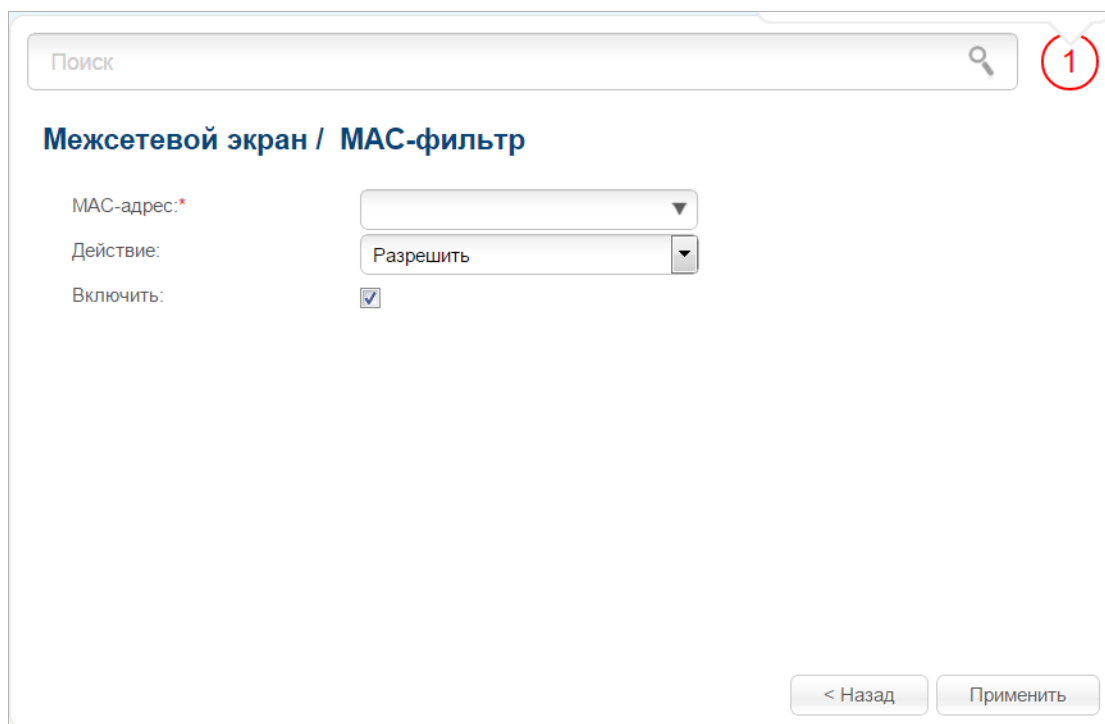 Поиск
1
Межсетевой экран / MAC-фильтр
MAC-адрес:*
Действие: Разрешить
Включить:
< Назад Применить